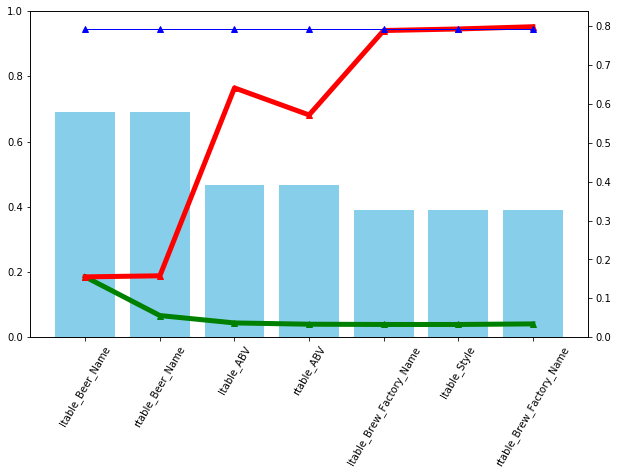 1.0
0.8
0.6
0.4
0.2
0.0
0.8
0.7
0.6
0.5
0.4
0.3
0.2
0.1
0.0
ltable_Beer_Name
rtable_Beer_Name
ltable_ABV
rtable_ABV
ltable_Brew_Factory_Name
ltable_Style
rtable_Brew_Factory_Name